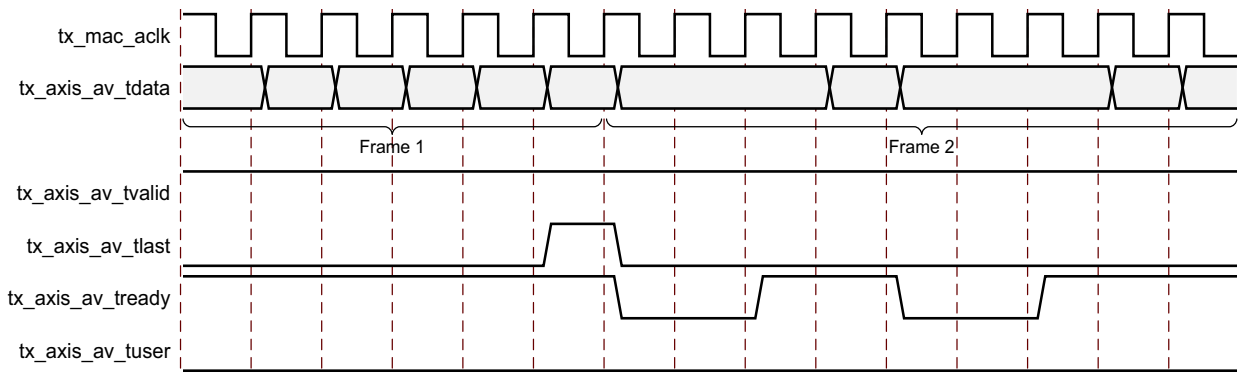 tx_mac_aclk
tx_axis_av_tdata
Frame 1
Frame 2
tx_axis_av_tvalid
tx_axis_av_tlast
tx_axis_av_tready
tx_axis_av_tuser